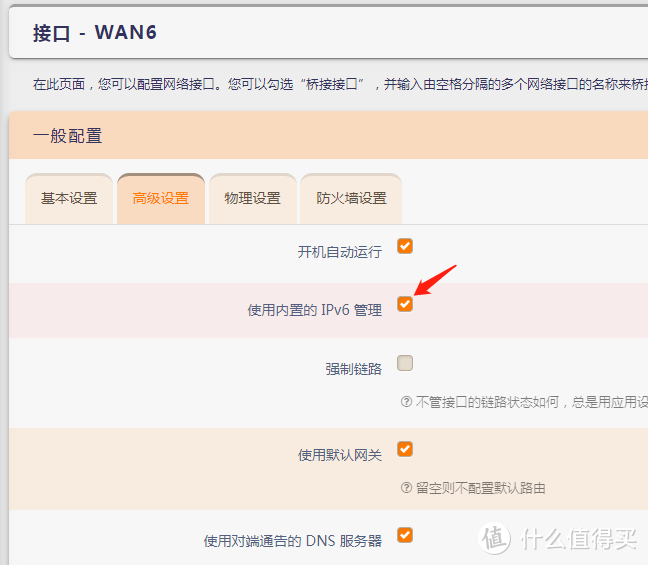 接口 - WAN6
在此页面，您可以配置网络接口。您可以勾选“桥接接口”，并输入由空格分隔的多个网络接口的名称来桥
一般配置
基本设置 高级设置 物理设置 防火墙设置
开机自动运行
使用内置的 IPv6 管理
强制链路
不管接口的链路状态如何，总是用应用设
使用默认网关
留空则不配置默认路由
使用对端通告的 DNS 服务器
值 什么值得买